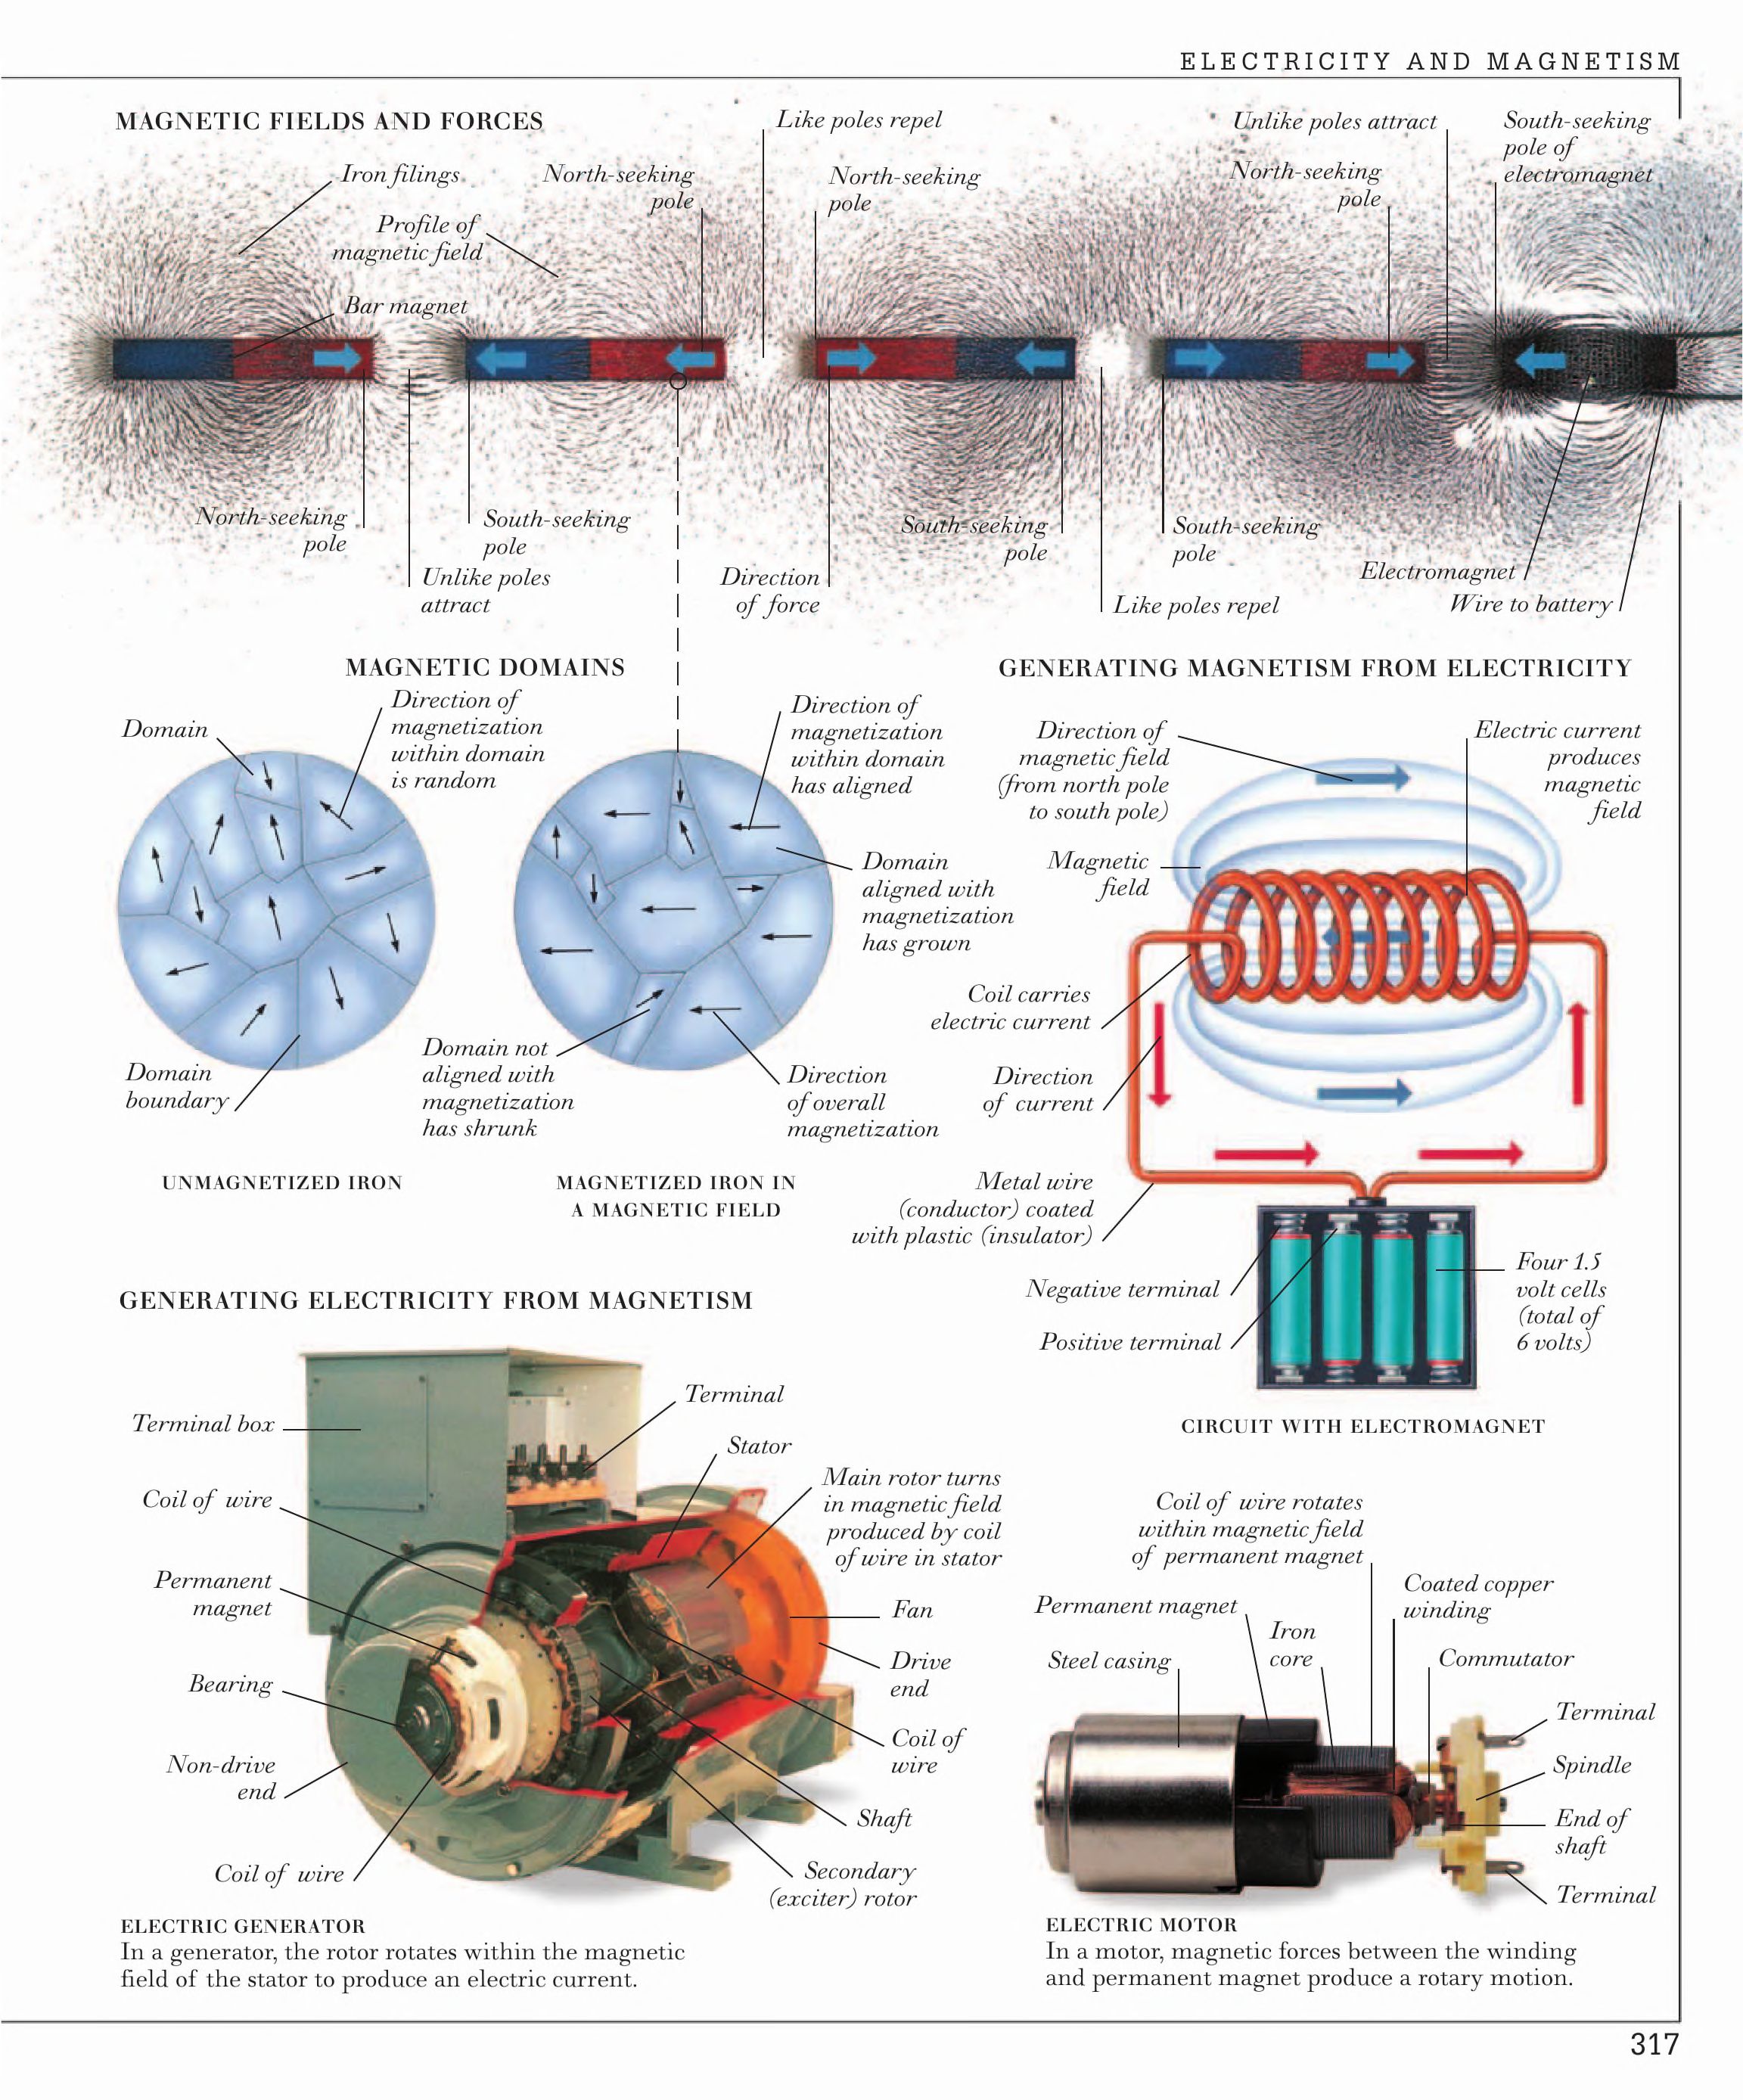 ELECTRICITY AND MAGNETISM
MAGNETIC FIELDS AND FORCES
Iron filings
Profile of
magnetic field
Bar magnet
North-seeking
pole
Like poles repel
North-seeking
pole
Unlike poles attract
North-seeking
pole
South-seeking
pole of
electromagnet
North-seeking
pole
Unlike poles
attract
South-seeking
pole
Direction
of force
South-seeking
pole
Like poles repel
South-seeking
pole
Electromagnet
Wire to battery
MAGNETIC DOMAINS
Domain
Direction of
magnetization
within domain
is random
Domain
boundary
UNMAGNETIZED IRON
Direction of
magnetization
within domain
has aligned
Domain
aligned with
magnetization
has grown
Domain not
aligned with
magnetization
has shrunk
Direction
of overall
magnetization
MAGNETIZED IRON IN
A MAGNETIC FIELD
GENERATING MAGNETISM FROM ELECTRICITY
Direction of
magnetic field
(from north pole
to south pole)
Electric current
produces
magnetic
field
Magnetic
field
Coil carries
electric current
Direction
of current
Metal wire
(conductor) coated
with plastic (insulator)
Negative terminal
Positive terminal
Four 1.5
volt cells
(total of
6 volts)
CIRCUIT WITH ELECTROMAGNET
GENERATING ELECTRICITY FROM MAGNETISM
Terminal box
Coil of wire
Permanent
magnet
Bearing
Non-drive
end
Coil of wire
Terminal
Stator
Main rotor turns
in magnetic field
produced by coil
of wire in stator
Fan
Drive
end
Coil of
wire
Shaft
Secondary
(exciter) rotor
ELECTRIC GENERATOR
In a generator, the rotor rotates within the magnetic
field of the stator to produce an electric current.
Coil of wire rotates
within magnetic field
of permanent magnet
Permanent magnet
Steel casing
Iron
core
Coated copper
winding
Commutator
Terminal
Spindle
End of
shaft
Terminal
ELECTRIC MOTOR
In a motor, magnetic forces between the winding
and permanent magnet produce a rotary motion.
317